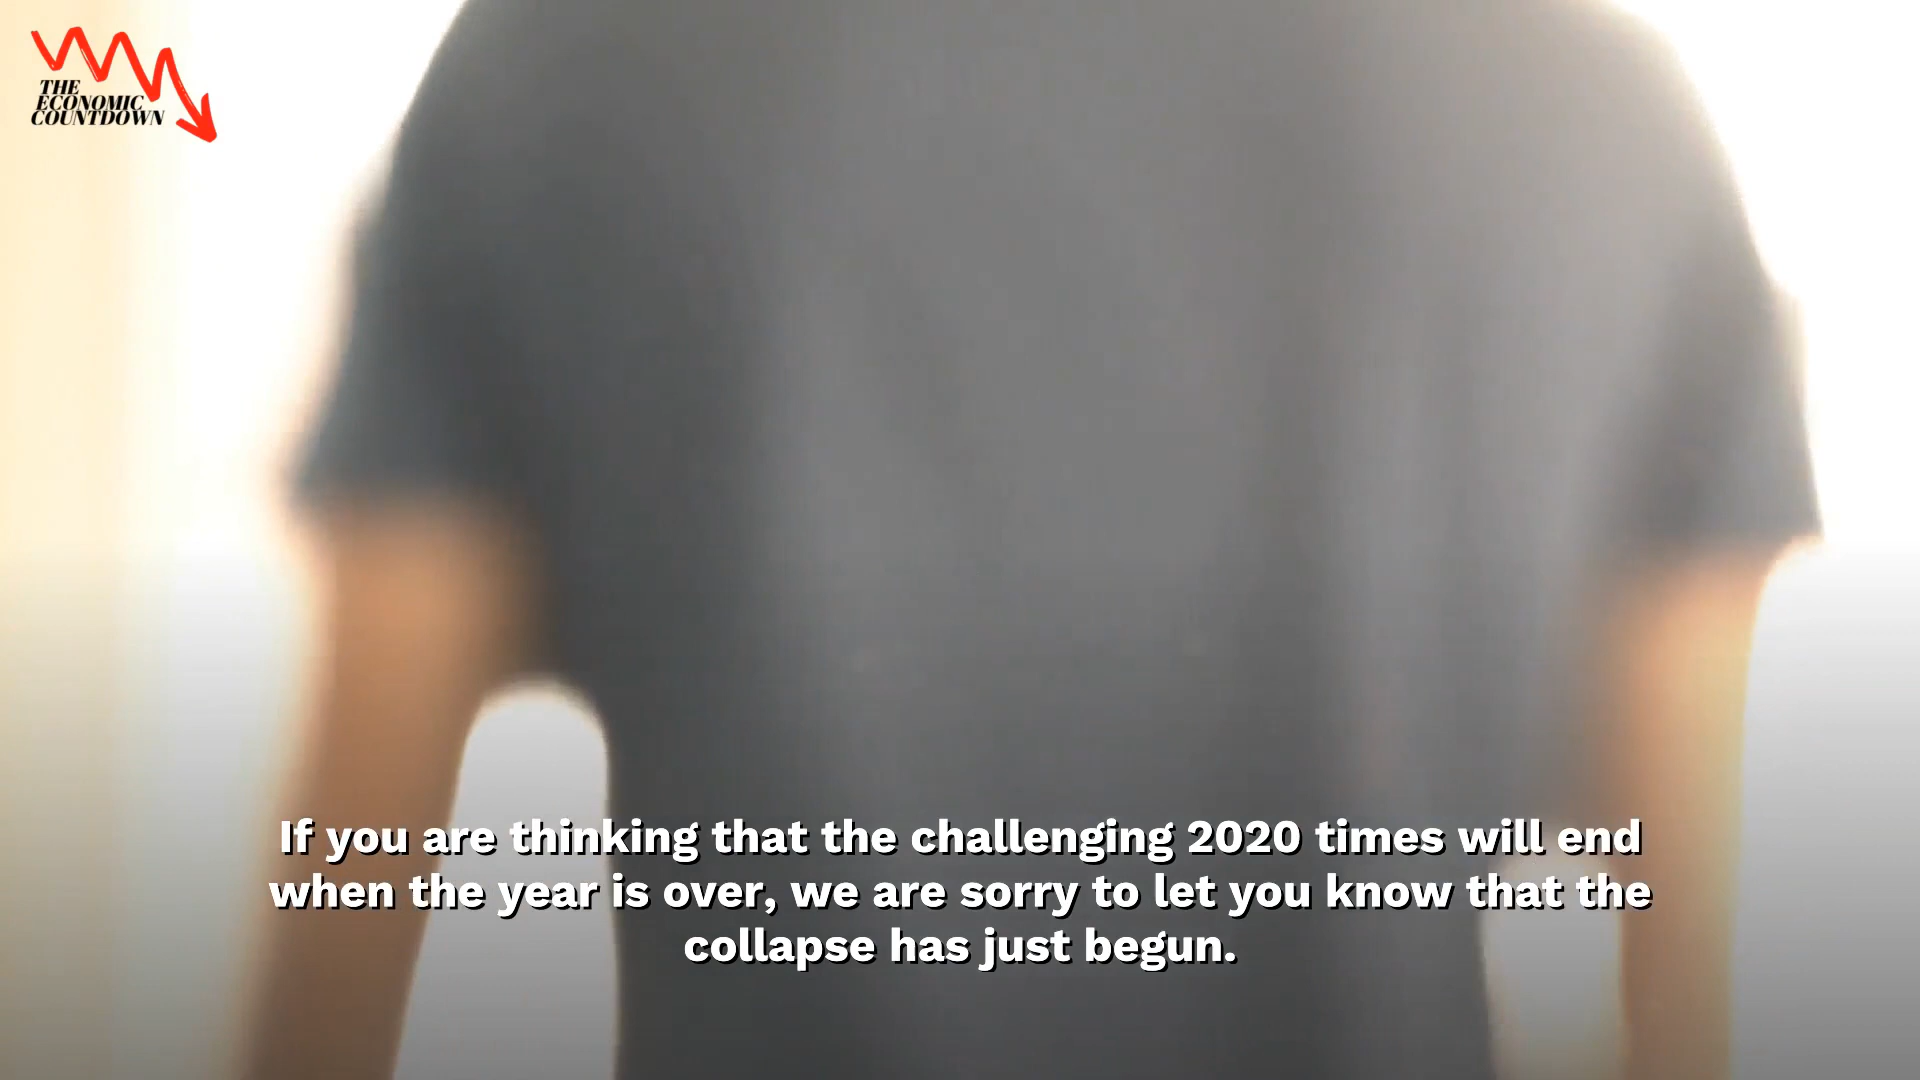 THE
ECONOMIC
COUNTDOWN
If you are thinking that the challenging 2020 times will end
when the year is over, we are sorry to let you know that the
collapse has just begun.